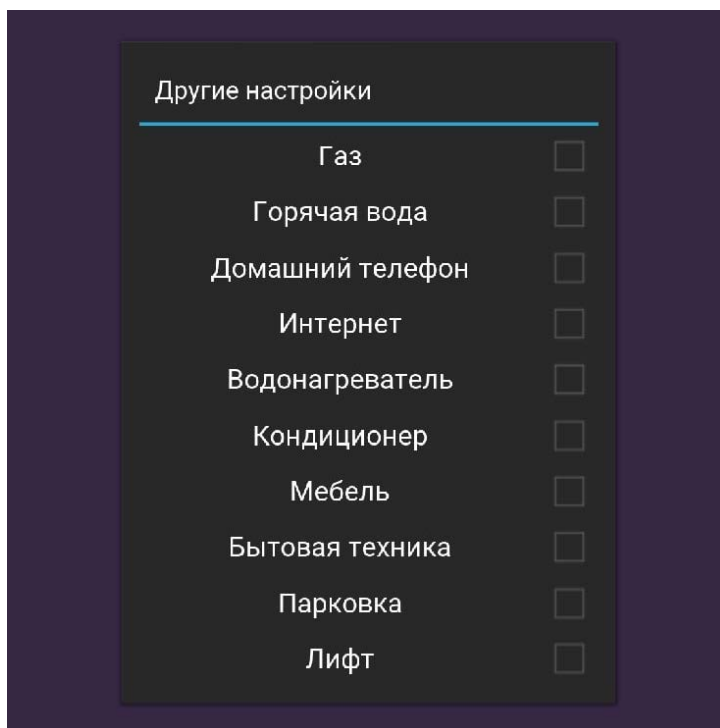 Другие настройки
Газ
Горячая вода
Домашний телефон
Интернет
Водонагреватель
Кондиционер
Мебель
Бытовая техника
Парковка
Лифт